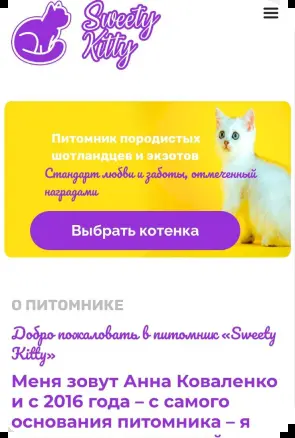 Sweety
Kitty
Питомник породистых
шотландцев и экзотов
Стандарт любви и заботы, отмеченный
наградами
Выбрать котенка
О ПИТОМНИКЕ
Добро пожаловать в питомник «Sweety
Kitty»
Меня зовут Анна Коваленко
и с 2016 года – с самого
основания питомника – я